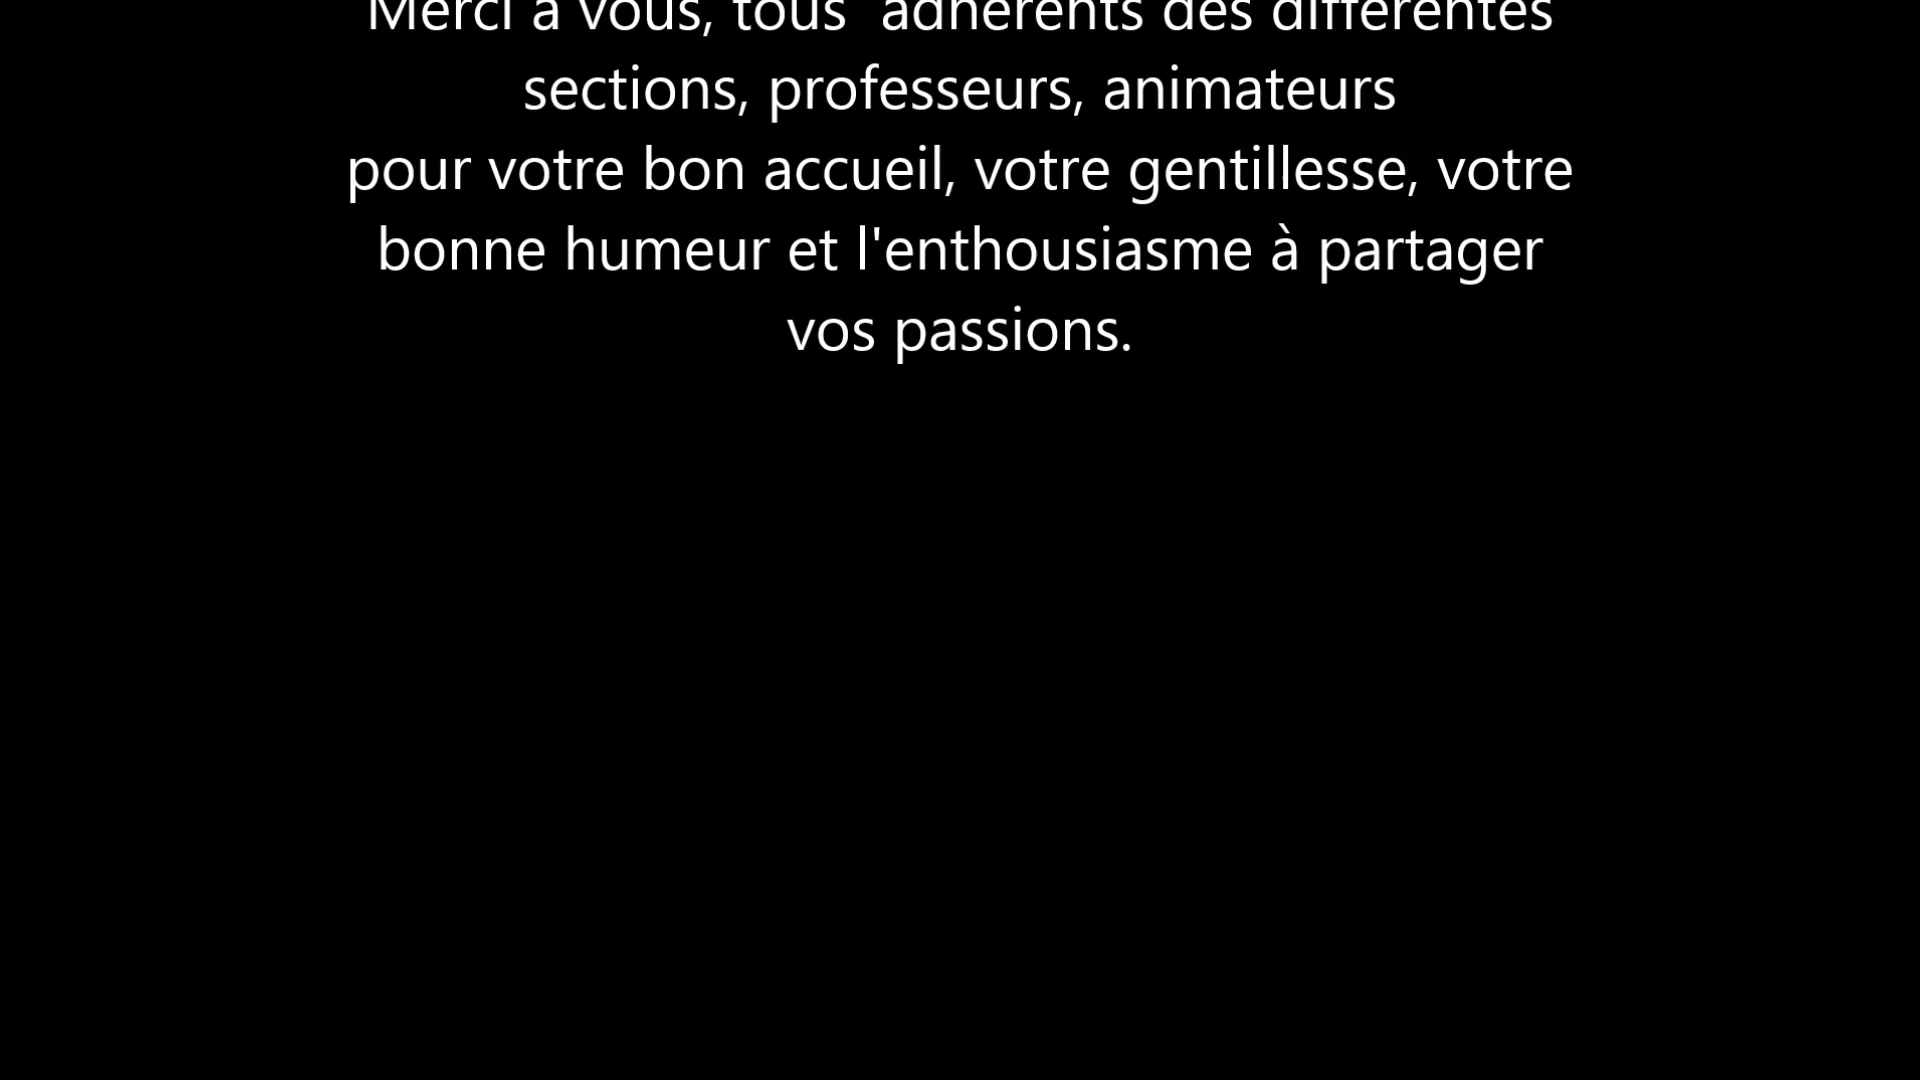 Merci à vous, tous  adhérents des différentes
sections, professeurs, animateurs
pour votre bon accueil, votre gentillesse, votre
bonne humeur et l'enthousiasme à partager
vos passions.